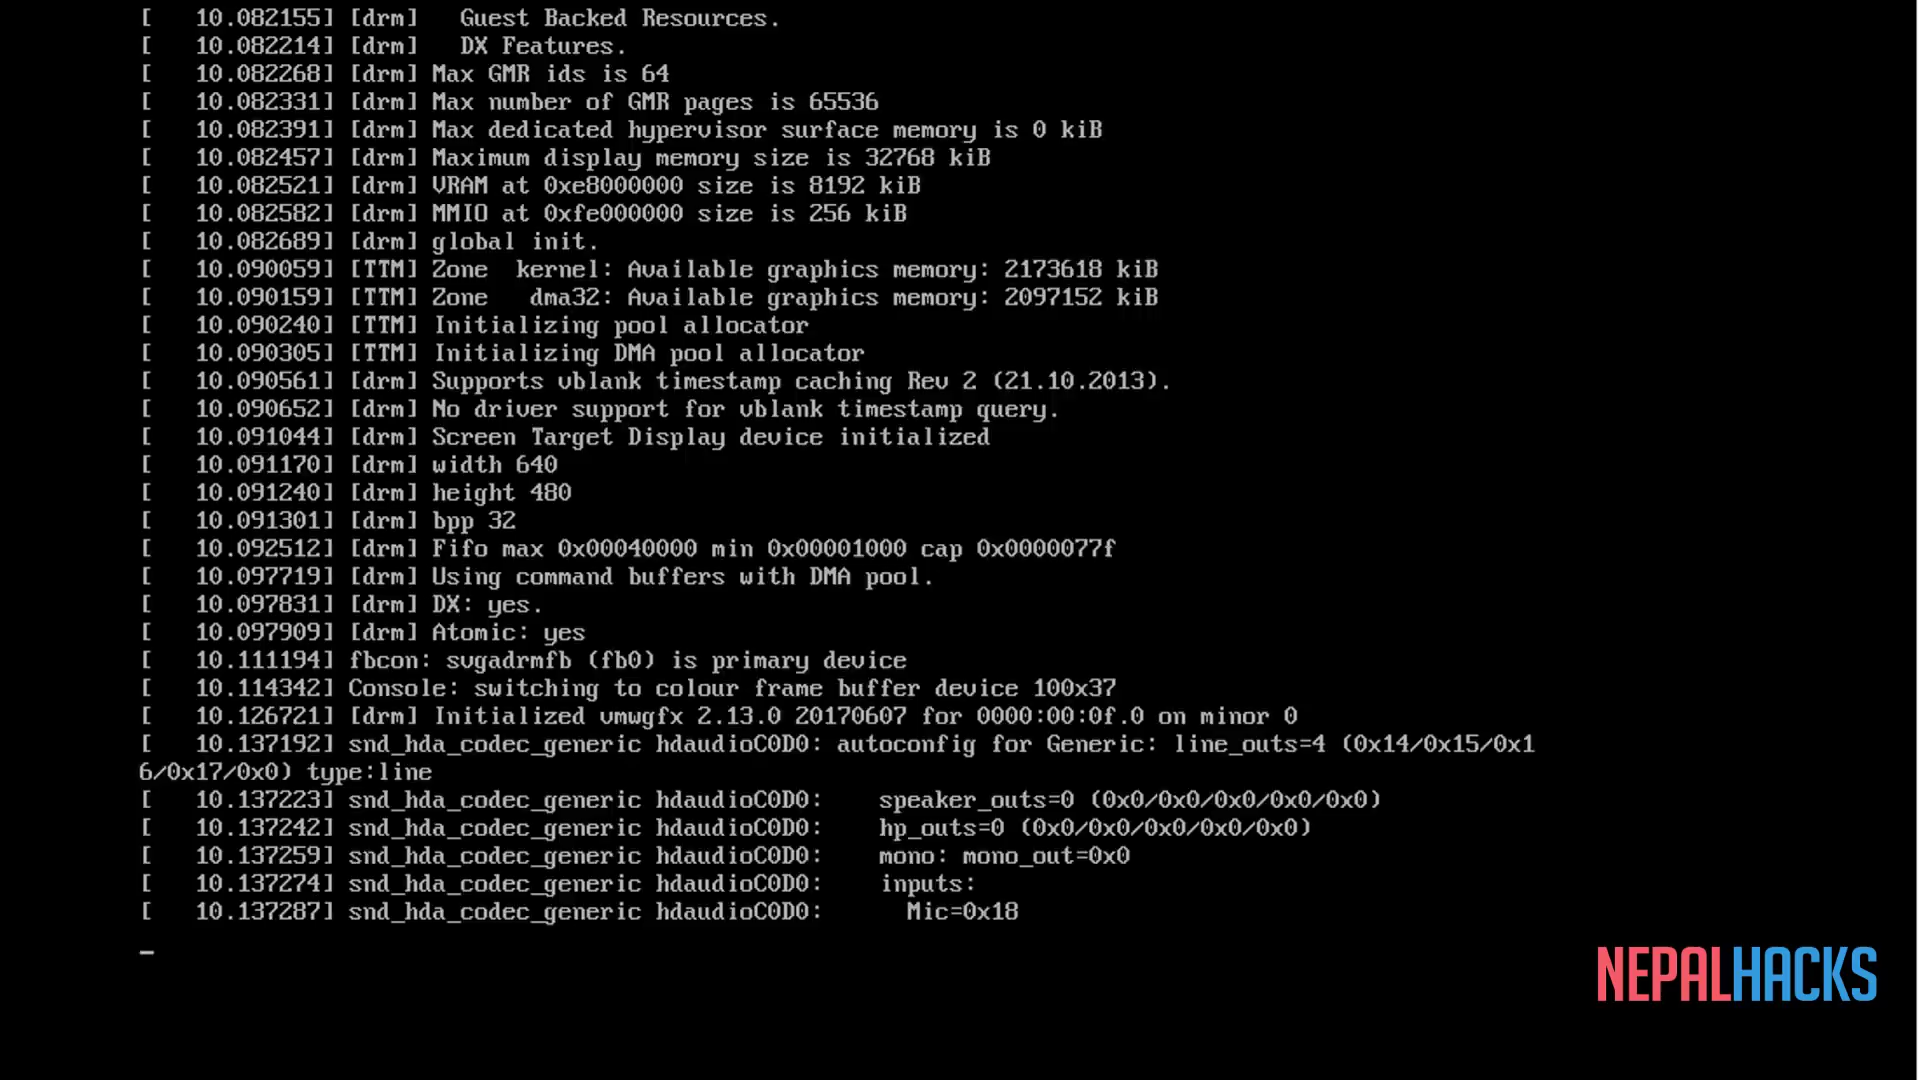 [   10.082155] [drm]   Guest Backed Resources.
[   10.082214] [drm]   DX Features.
[   10.082268] [drm] Max GMR ids is 64
[   10.082331] [drm] Max number of GMR pages is 65536
[   10.082391] [drm] Max dedicated hypervisor surface memory is 0 kiB
[   10.082457] [drm] Maximum display memory size is 32768 kiB
[   10.082521] [drm] VRAM at 0xe8000000 size is 8192 kiB
[   10.082582] [drm] MMIO at 0xfe000000 size is 256 kiB
[   10.082689] [drm] global init.
[   10.090059] [TTM] Zone  kernel: Available graphics memory: 2173618 kiB
[   10.090159] [TTM] Zone   dma32: Available graphics memory: 2097152 kiB
[   10.090240] [TTM] Initializing pool allocator
[   10.090305] [TTM] Initializing DMA pool allocator
[   10.090561] [drm] Supports vblank timestamp caching Rev 2 (21.10.2013).
[   10.090652] [drm] No driver support for vblank timestamp query.
[   10.091044] [drm] Screen Target Display device initialized
[   10.091170] [drm] width 640
[   10.091240] [drm] height 480
[   10.091301] [drm] bpp 32
[   10.092512] [drm] Fifo max 0x00040000 min 0x00001000 cap 0x0000077f
[   10.097719] [drm] Using command buffers with DMA pool.
[   10.097831] [drm] DX: yes.
[   10.097909] [drm] Atomic: yes
[   10.111194] fbcon: svgadrmfb (fb0) is primary device
[   10.114342] Console: switching to colour frame buffer device 100x37
[   10.126721] [drm] Initialized vmwgfx 2.13.0 20170607 for 0000:00:0f.0 on minor 0
[   10.137192] snd_hda_codec_generic hdaudioC0D0: autoconfig for Generic: line_outs=4 (0x14/0x15/0x1
6/0x17/0x0) type:line
[   10.137223] snd_hda_codec_generic hdaudioC0D0:    speaker_outs=0 (0x0/0x0/0x0/0x0/0x0)
[   10.137242] snd_hda_codec_generic hdaudioC0D0:    hp_outs=0 (0x0/0x0/0x0/0x0/0x0)
[   10.137259] snd_hda_codec_generic hdaudioC0D0:    mono: mono_out=0x0
[   10.137274] snd_hda_codec_generic hdaudioC0D0:    inputs:
[   10.137287] snd_hda_codec_generic hdaudioC0D0:      Mic=0x18
_
NEPALHACKS